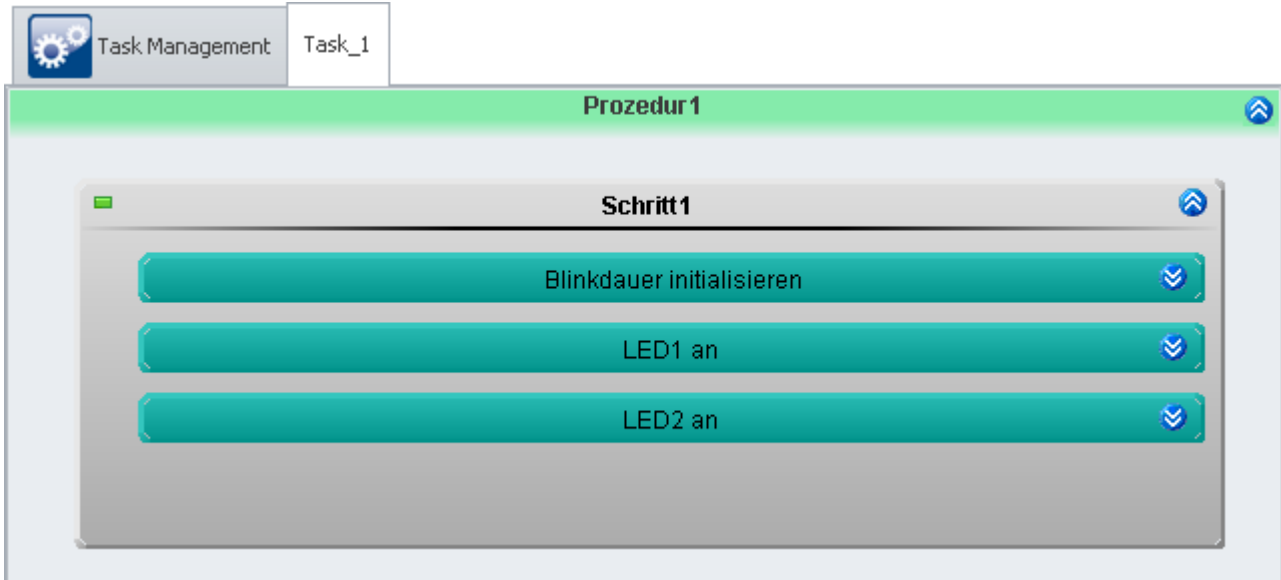 Task Management
Task_1
Prozedur1
Schritt1
Blinkdauer initialisieren
LED1 an
LED2 an